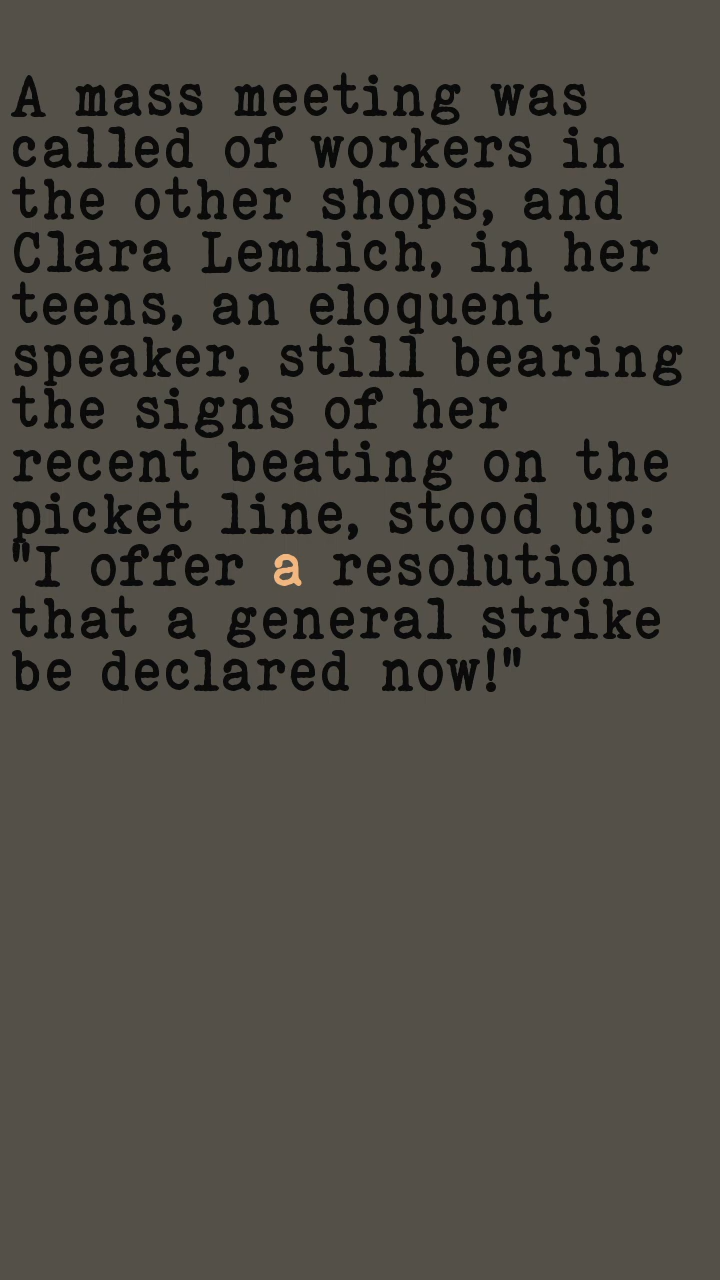 A mass meeting was
called of workers in
the other shops, and
Clara Lemlich, in her
teens, an eloquent
speaker, still bearing
the signs of her
recent beating on the
picket line, stood up:
"I offer a resolution
that a general strike
be declared now!"